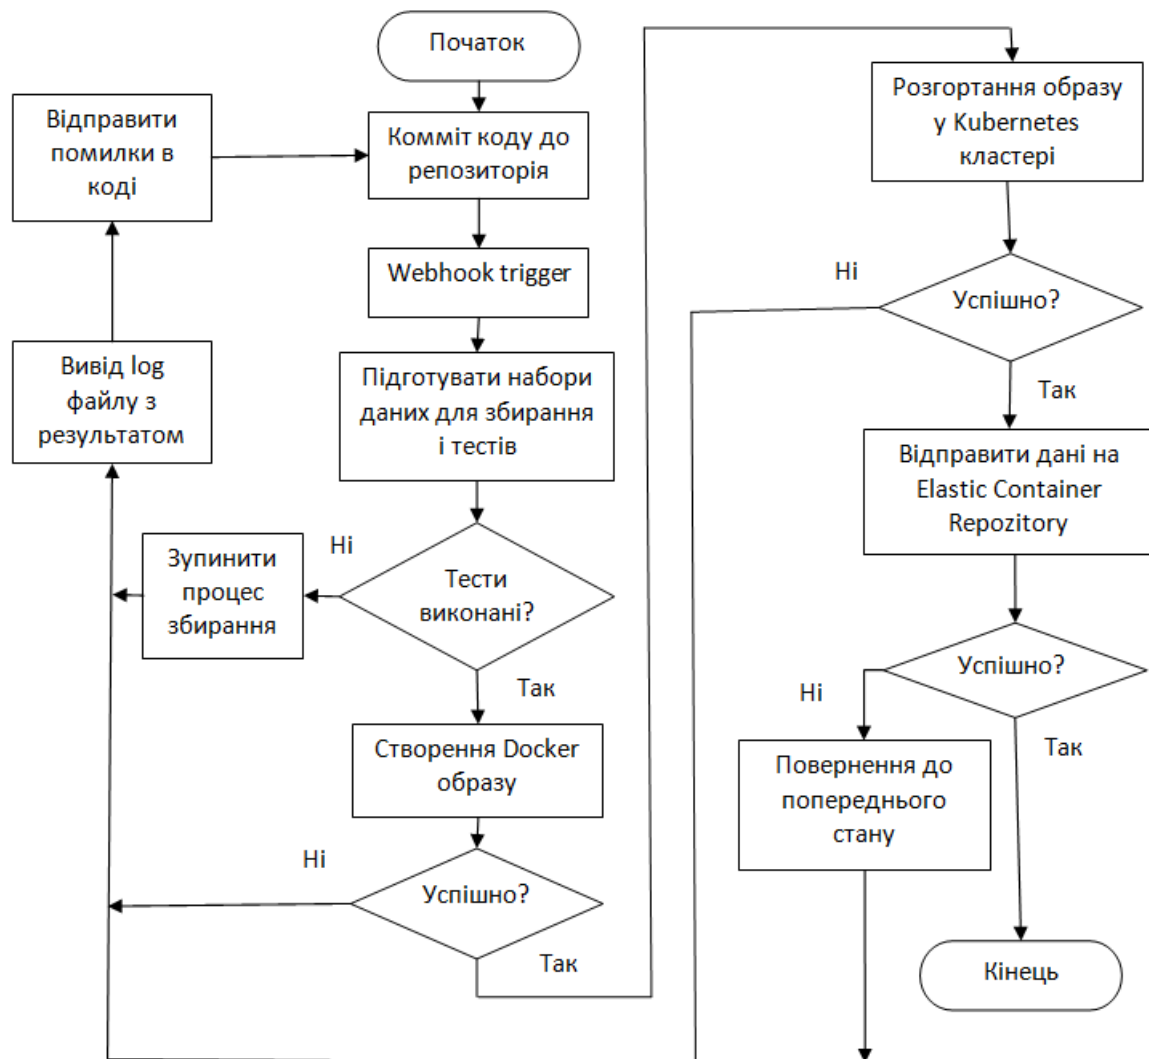 Початок
Комміт коду до
репозиторія
Webhook trigger
Підготувати набори
даних для збирання
і тестів
Тести
виконані?
Ні
Так
Зупинити
процес
збирання
Створення Docker
образу
Успішно?
Ні
Так
Вивід log
файлу з
результатом
Відправити
помилки в
коді
Розгортання образу
у Kubernetes
кластері
Успішно?
Ні
Так
Відправити дані на
Elastic Container
Repozitory
Успішно?
Ні
Так
Повернення до
попереднього
стану
Кінець